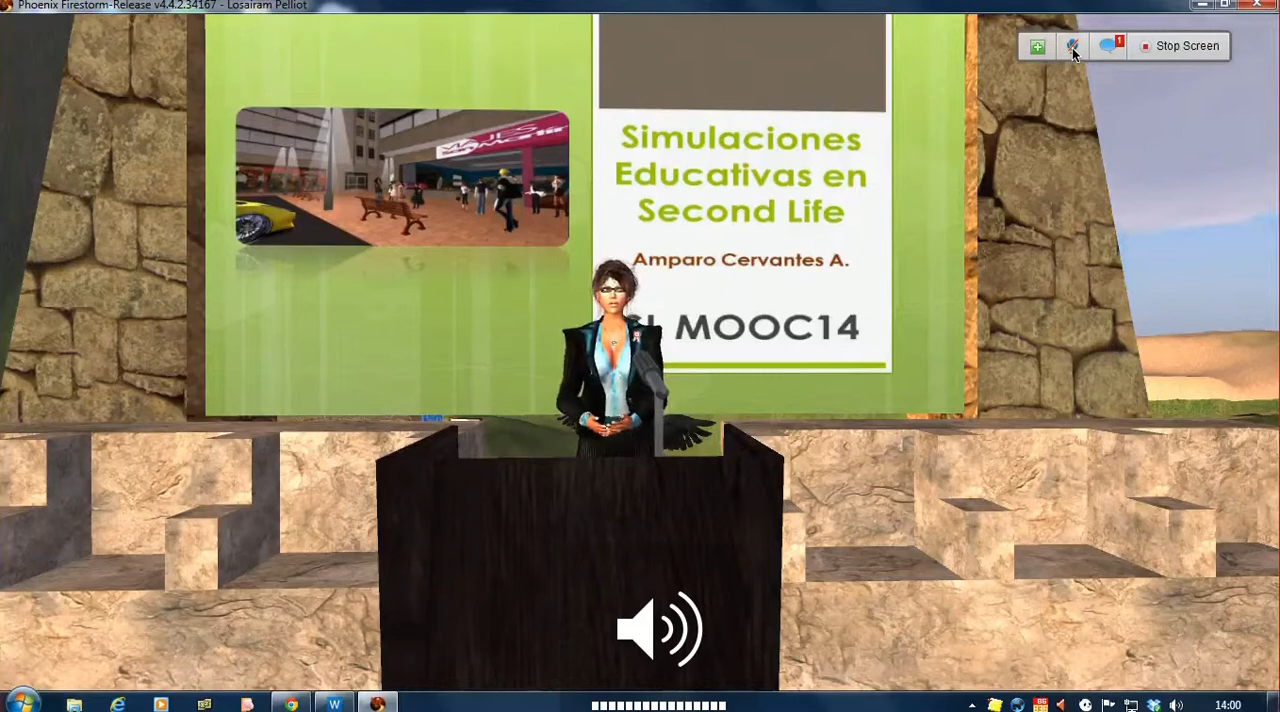 Phoenix Firestorm-Release v4.4.2.34167 - Losairam Pelliot
1
Stop Screen
Simulaciones
Educativas en
Second Life
Amparo Cervantes A.
MOOC14
14:00